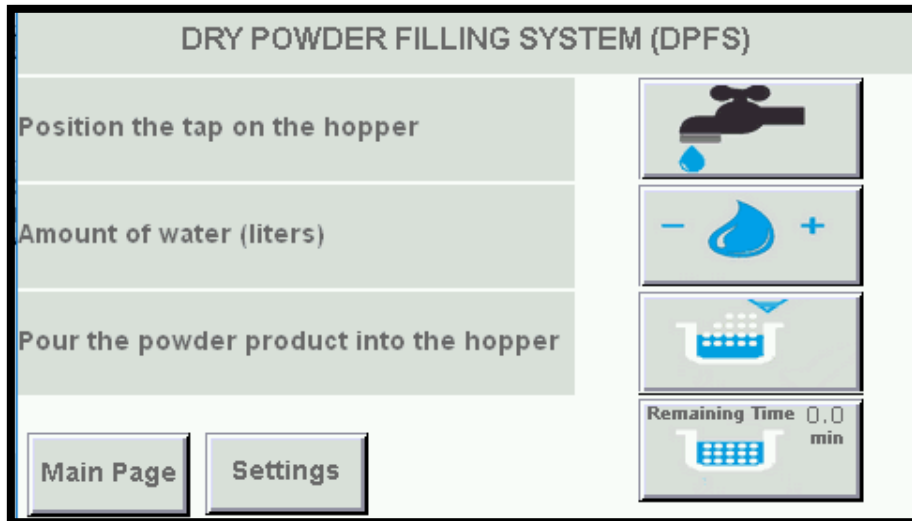 DRY POWDER FILLING SYSTEM (DPFS)
Position the tap on the hopper
Amount of water (liters)
- +
Pour the powder product into the hopper
Remaining Time 0.0
min
Main Page
Settings